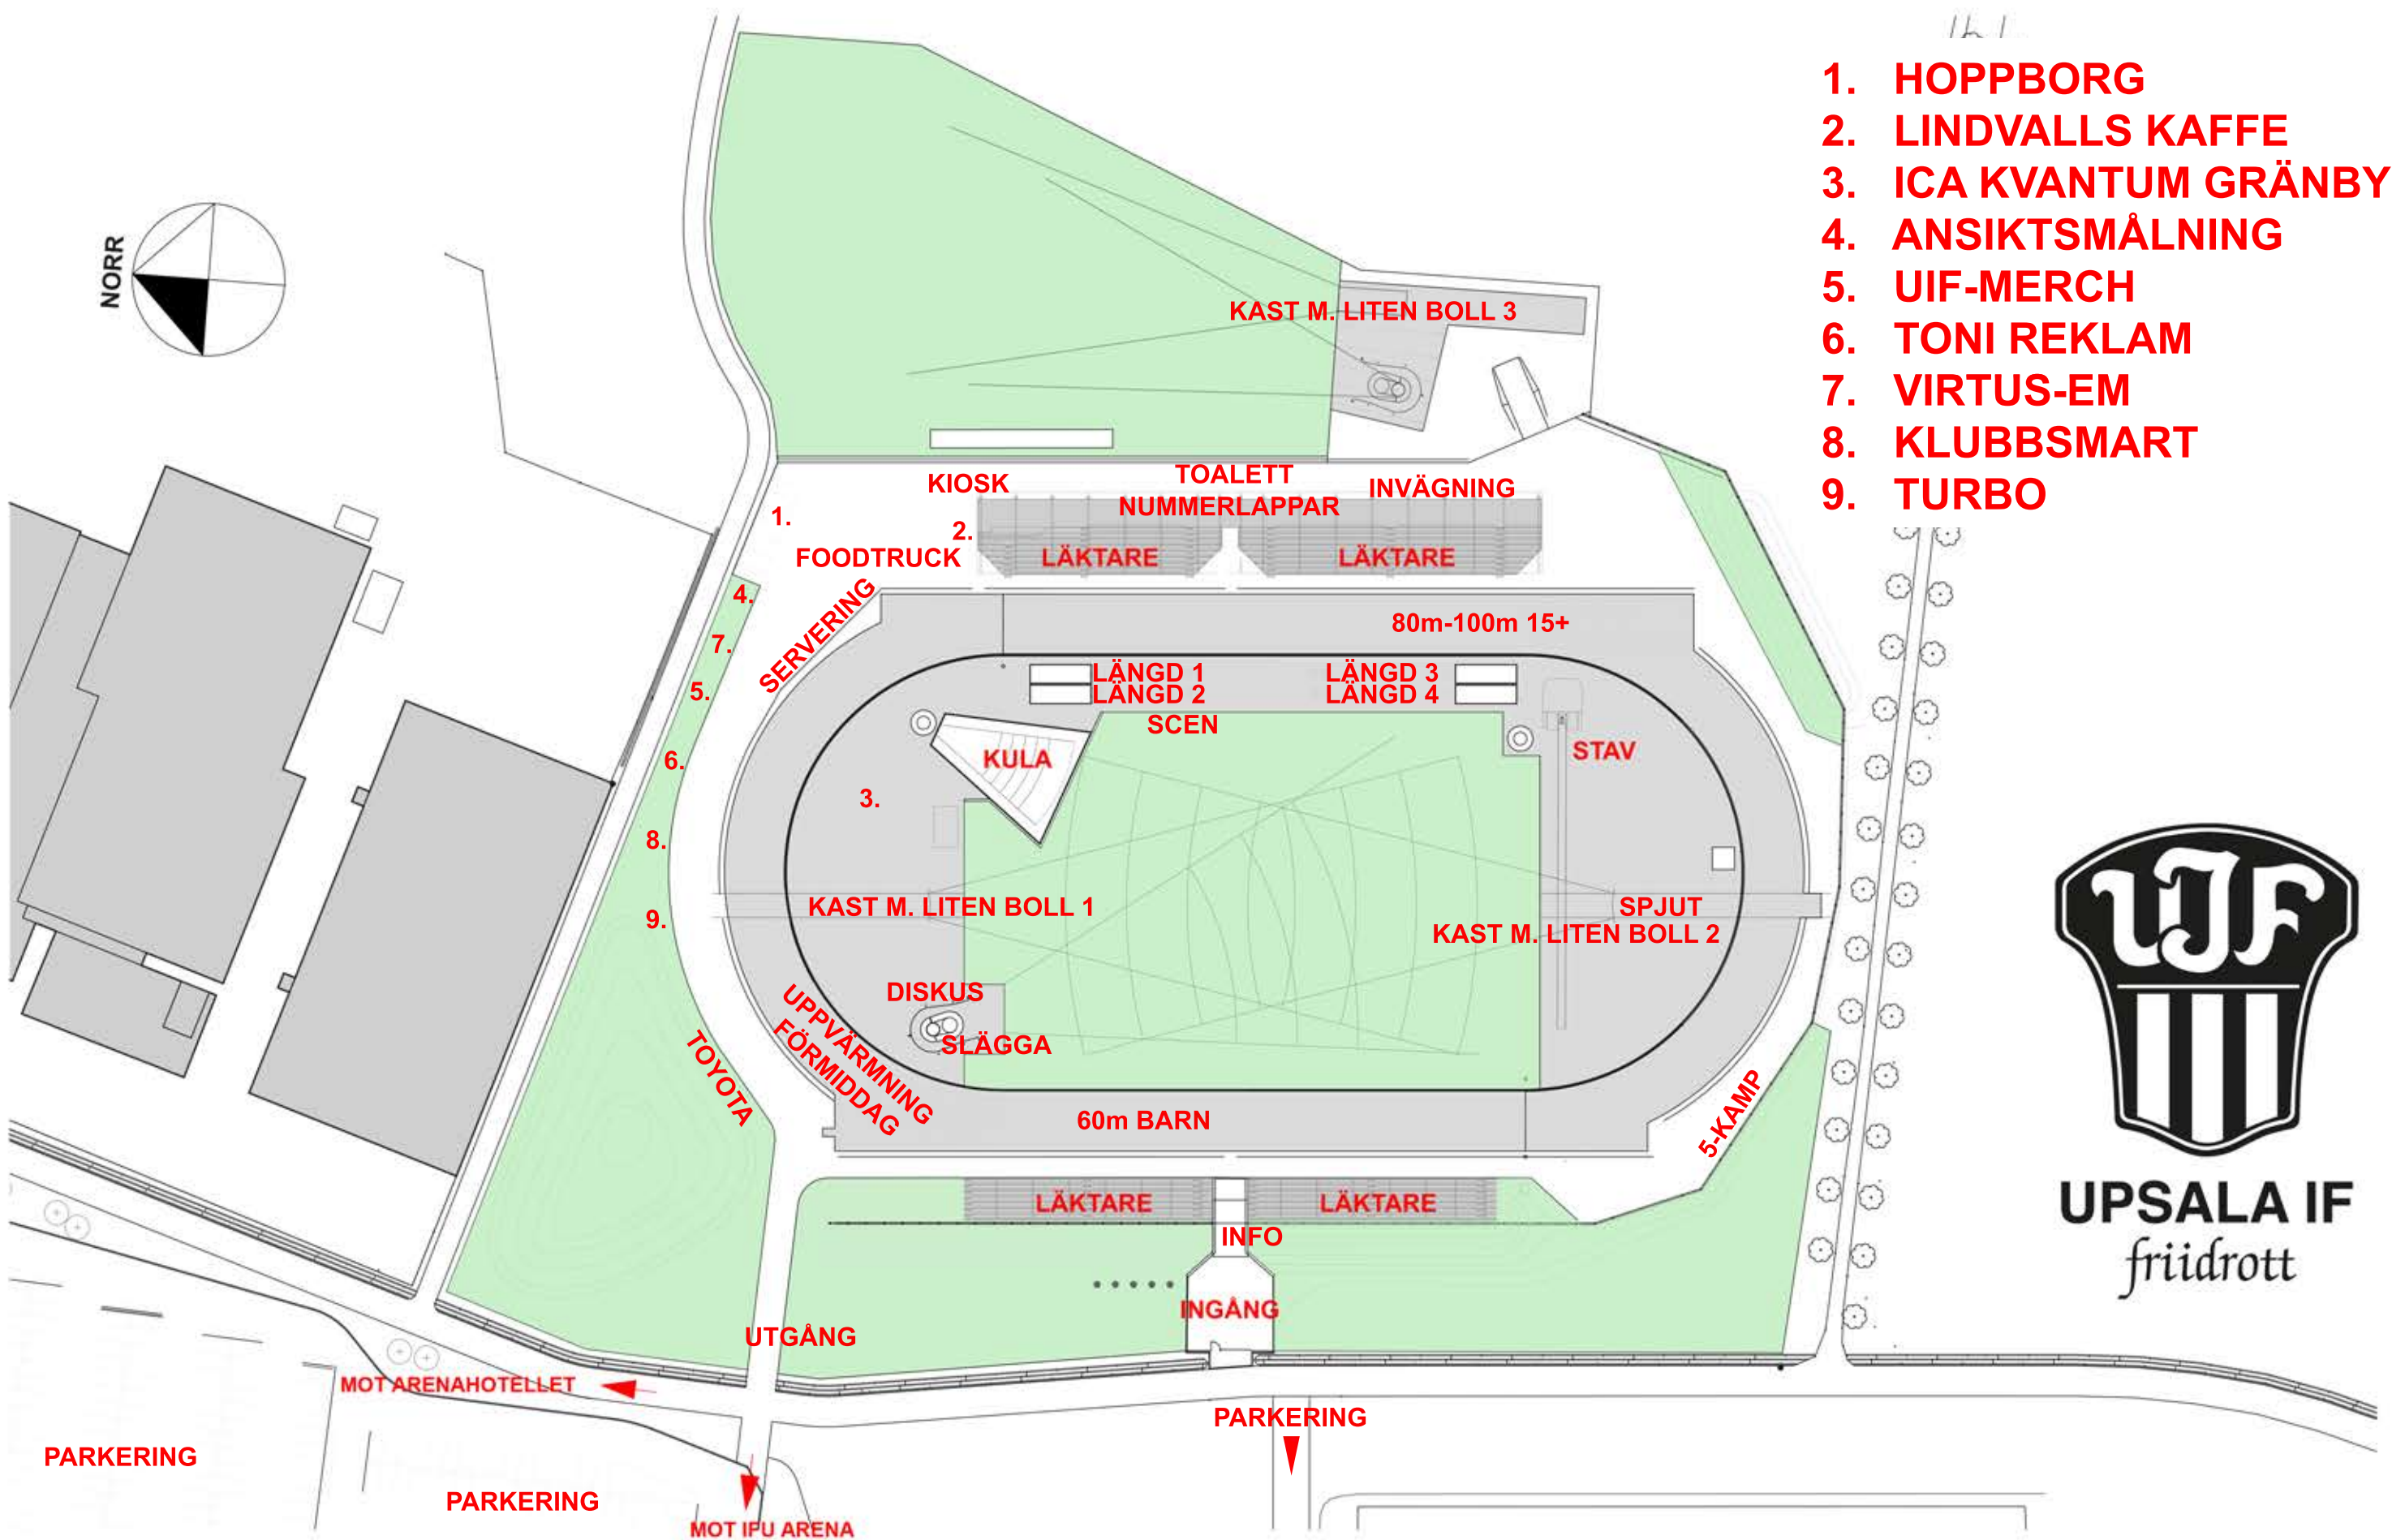 1. HOPPBORG
2. LINDVALLS KAFFE
3. ICA KVANTUM GRÄNBY
4. ANSIKTSMÅLNING
5. UIF-MERCH
6. TONI REKLAM
7. VIRTUS-EM
8. KLUBBSMART
9. TURBO
NORR
KAST M. LITEN BOLL 3
KIOSK
TOALETT
INVÄGNING
NUMMERLAPPAR
1.
2.
FOODTRUCK
LÄKTARE
LÄKTARE
4.
SERVERING
80m-100m 15+
7.
LÄNGD 1
LÄNGD 3
5.
LÄNGD 2
LÄNGD 4
SCEN
6.
KULA
STAV
3.
8.
9.
KAST M. LITEN BOLL 1
SPJUT
KAST M. LITEN BOLL 2
DISKUS
SLÄGGA
UPPVÄRMNING
FÖRMIDDAG
TOYOTA
60m BARN
5-KAMP
LÄKTARE
LÄKTARE
INFO
INGÅNG
UTGÅNG
MOT ARENAHOTELLET
PARKERING
PARKERING
PARKERING
MOT IFU ARENA
UIF
UPSALA IF
friidrott